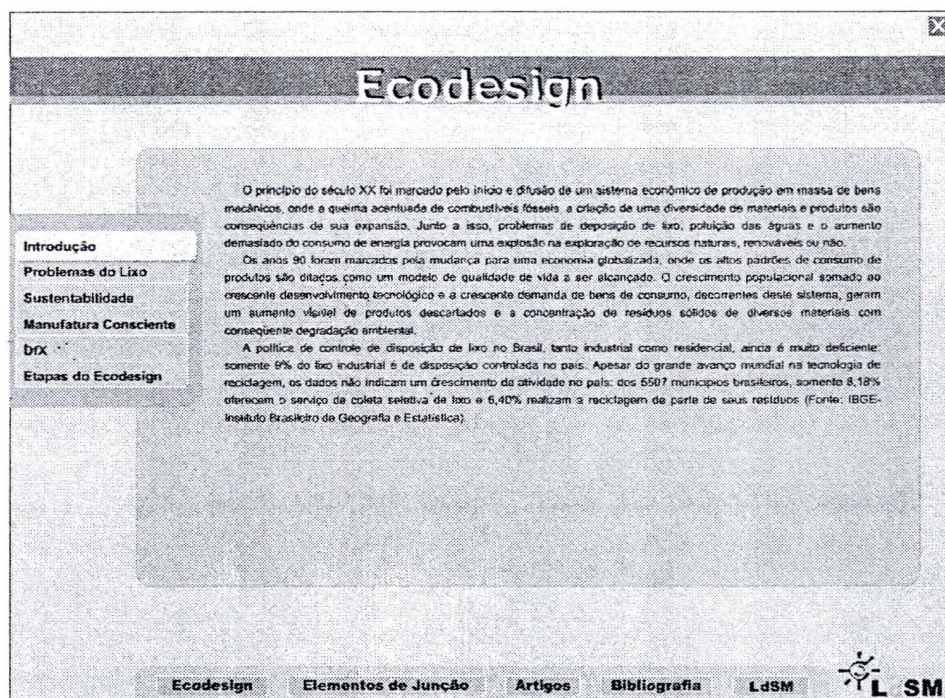 Ecodesign
Introdução
Problemas do Lixo
Sustentabilidade
Manufatura Consciente
DfX
Etapas do Ecodesign
O princípio do século XX foi marcado pelo início e difusão de um sistema econômico de produção em massa de bens
mecânicos, onde a queima acentuada de combustíveis fósseis, a criação de uma diversidade de materiais e produtos são
conseqüências de sua expansão. Junto a isso, problemas de deposição de lixo, poluição das águas e o aumento
demasiado do consumo de energia provocam uma explosão na exploração de recursos naturais, renováveis ou não.
Os anos 90 foram marcados pela mudança para uma economia globalizada, onde os altos padrões de consumo de
produtos são ditados como um modelo de qualidade de vida a ser alcançado. O crescimento populacional somado ao
crescente desenvolvimento tecnológico e a crescente demanda de bens de consumo, decorrentes deste sistema, geram
um aumento visível de produtos descartados e a concentração de resíduos sólidos de diversos materiais com
conseqüente degradação ambiental.
A política de controle de disposição de lixo no Brasil, tanto industrial como residencial, ainda é muito deficiente:
somente 9% do lixo industrial é de disposição controlada no país. Apesar do grande avanço mundial na tecnologia de
reciclagem, os dados não indicam um crescimento da atividade no país: dos 5507 municípios brasileiros, somente 8,18%
oferecem o serviço de coleta seletiva de lixo e 6,40% realizam a reciclagem de parte de seus resíduos (Fonte: IBGE-
Instituto Brasileiro de Geografia e Estatística).
Ecodesign Elementos de Junção Artigos Bibliografia LdSM
L SM